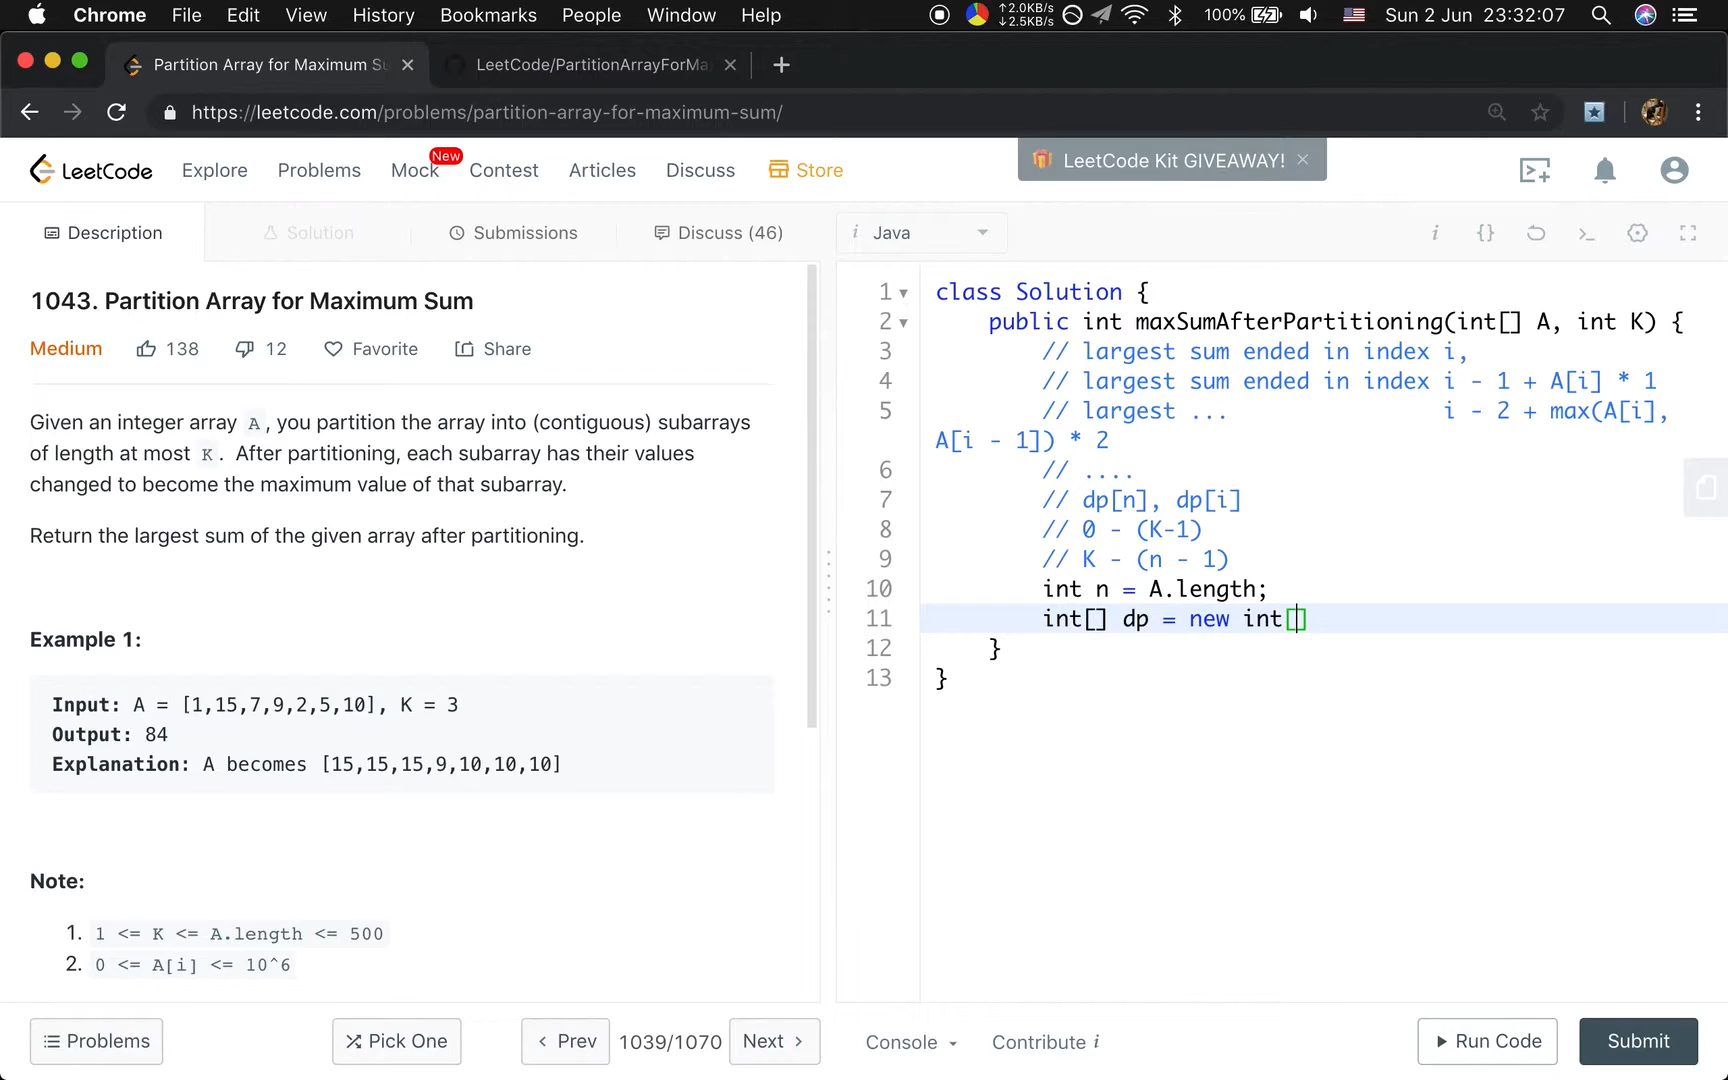 Chrome File Edit View History Bookmarks People Window Help ↑2.0KB/s ↓2.5KB/s 100% Sun 2 Jun 23:32:07
Partition Array for Maximum Su LeetCode/PartitionArrayForMa
https://leetcode.com/problems/partition-array-for-maximum-sum/
LeetCode Explore Problems Mock New Contest Articles Discuss Store LeetCode Kit GIVEAWAY!
Description Solution Submissions Discuss (46)
i Java
1043. Partition Array for Maximum Sum
Medium 138 12 Favorite Share
Given an integer array A, you partition the array into (contiguous) subarrays
of length at most K. After partitioning, each subarray has their values
changed to become the maximum value of that subarray.
Return the largest sum of the given array after partitioning.
Example 1:
Input: A = [1,15,7,9,2,5,10], K = 3
Output: 84
Explanation: A becomes [15,15,15,9,10,10,10]
Note:
1. 1 <= K <= A.length <= 500
2. 0 <= A[i] <= 10^6
1 class Solution {
2 public int maxSumAfterPartitioning(int[] A, int K) {
3 // largest sum ended in index i,
4 // largest sum ended in index i - 1 + A[i] * 1
5 // largest ... i - 2 + max(A[i],
A[i - 1]) * 2
6 // ....
7 // dp[n], dp[i]
8 // 0 - (K-1)
9 // K - (n - 1)
10 int n = A.length;
11 int[] dp = new int[]
12 }
13 }
Problems Pick One Prev 1039/1070 Next Console Contribute i Run Code Submit